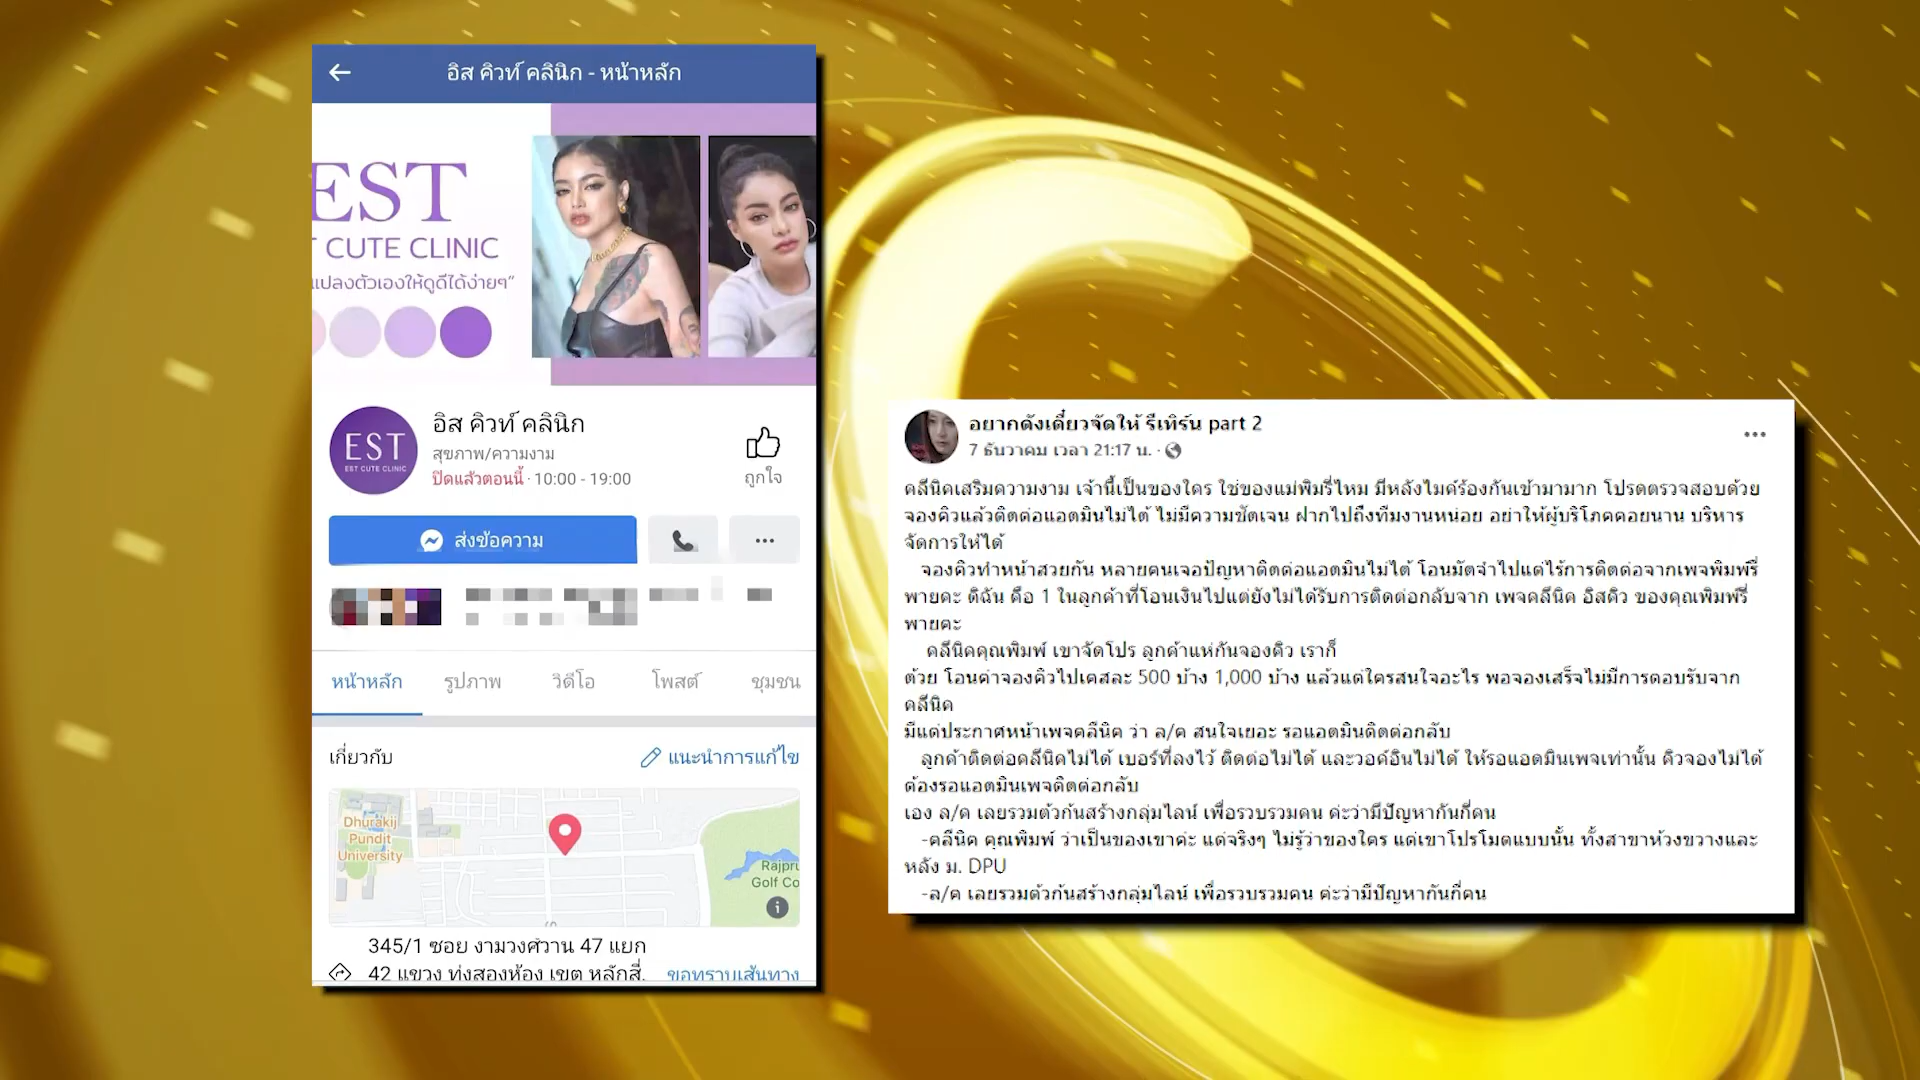 อิส คิวท์ คลินิก - หน้าหลัก
EST
T CUTE CLINIC
แปลงตัวเองให้ดูดีได้ง่ายๆ"
EST
EST CUTE CLINIC
อิส คิวท์ คลินิก
สุขภาพ/ความงาม
ปิดแล้วตอนนี้ · 10:00 - 19:00
ถูกใจ
ส่งข้อความ
หน้าหลัก รูปภาพ วิดีโอ โพสต์ ชุมชน
เกี่ยวกับ
แนะนำการแก้ไข
Dhurakij
Pundit
University
Rajpru
Golf Co
345/1 ซอย งามวงศ์วาน 47 แยก
42 แขวง ทุ่งสองห้อง เขต หลักสี่,
ขอทราบเส้นทาง
อยากดังเดี๋ยวจัดให้ รีเทิร์น part 2
7 ธันวาคม เวลา 21:17 น. ·
คลีนิคเสริมความงาม เจ้านี้เป็นของใคร ใช่ของแม่พิมรี่ไหม มีหลังไมค์ร้องกันเข้ามามาก โปรดตรวจสอบด้วย
จองคิวแล้วติดต่อแอดมินไม่ได้ ไม่มีความชัดเจน ฝากไปถึงทีมงานหน่อย อย่าให้ผู้บริโภคคอยนาน บริหาร
จัดการให้ได้
จองคิวทำหน้าสวยกัน หลายคนเจอปัญหาติดต่อแอดมินไม่ได้ โอนมัดจำไปแต่ไร้การติดต่อจากเพจพิมพ์รี่
พายคะ ดิฉัน คือ 1 ในลูกค้าที่โอนเงินไปแต่ยังไม่ได้รับการติดต่อกลับจาก เพจคลีนิค อิสคิว ของคุณพิมพ์รี่
พายคะ
คลีนิคคุณพิมพ์ เขาจัดโปร ลูกค้าแห่กันจองคิว เราก็
ด้วย โอนค่าจองคิวไปเคสละ 500 บ้าง 1,000 บ้าง แล้วแต่ใครสนใจอะไร พอจองเสร็จไม่มีการตอบรับจาก
คลีนิค
มีแต่ประกาศหน้าเพจคลีนิค ว่า ล/ค สนใจเยอะ รอแอดมินติดต่อกลับ
ลูกค้าติดต่อคลีนิคไม่ได้ เบอร์ที่ลงไว้ ติดต่อไม่ได้ และวอค์อินไม่ได้ ให้รอแอดมินเพจเท่านั้น คิวจองไม่ได้
ต้องรอแอดมินเพจติดต่อกลับ
เอง ล/ค เลยรวมตัวกันสร้างกลุ่มไลน์ เพื่อรวบรวมคน ค่ะว่ามีปัญหากันกี่คน
-คลีนิค คุณพิมพ์ ว่าเป็นของเขาค่ะ แต่จริงๆ ไม่รู้ว่าของใคร แต่เขาโปรโมตแบบนั้น ทั้งสาขาห้วงขวางและ
หลัง ม. DPU
-ล/ค เลยรวมตัวกันสร้างกลุ่มไลน์ เพื่อรวบรวมคน ค่ะว่ามีปัญหากันกี่คน